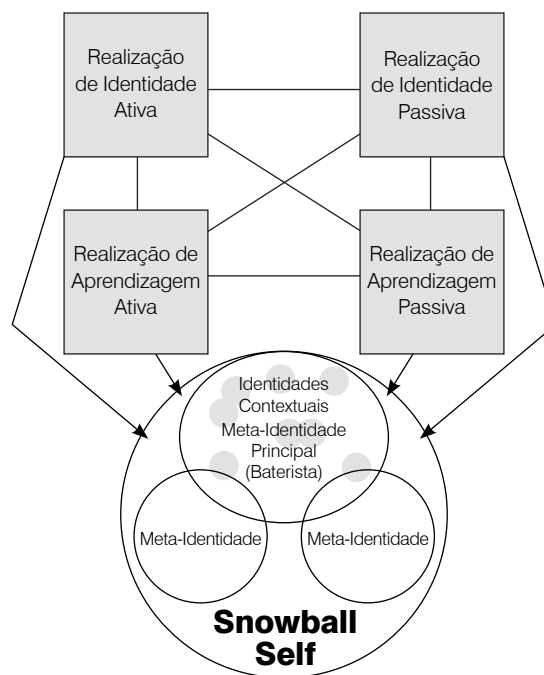 Realização
de Identidade
Ativa
Realização
de Identidade
Passiva
Realização de
Aprendizagem
Ativa
Realização de
Aprendizagem
Passiva
Identidades
Contextuais
Meta-Identidade
Principal
(Baterista)
Meta-Identidade
Meta-Identidade
Snowball
Self